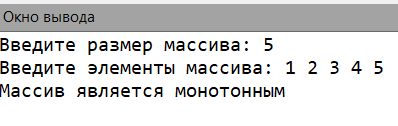 Окно вывода
Введите размер массива: 5
Введите элементы массива: 1 2 3 4 5
Массив является монотонным